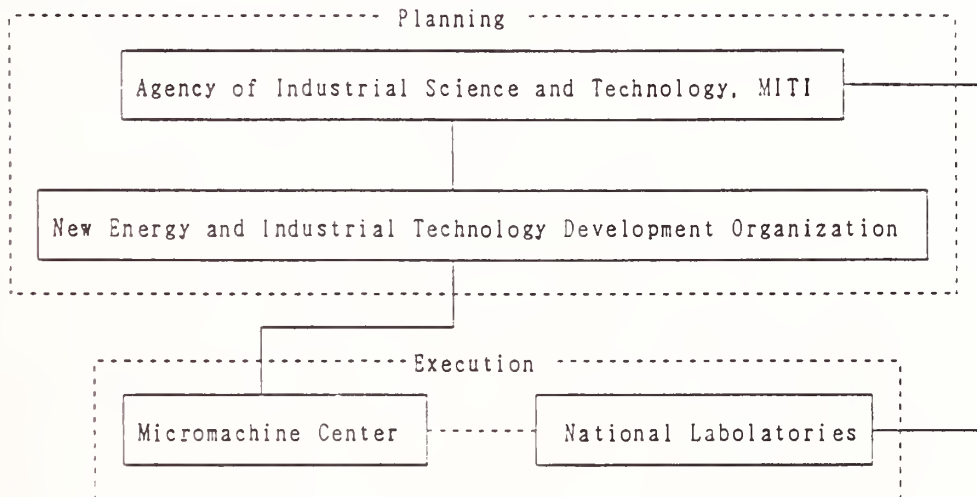 Planning
Agency of Industrial Science and Technology, MITI
New Energy and Industrial Technology Development Organization
Execution
Micromachine Center
National Labolatories